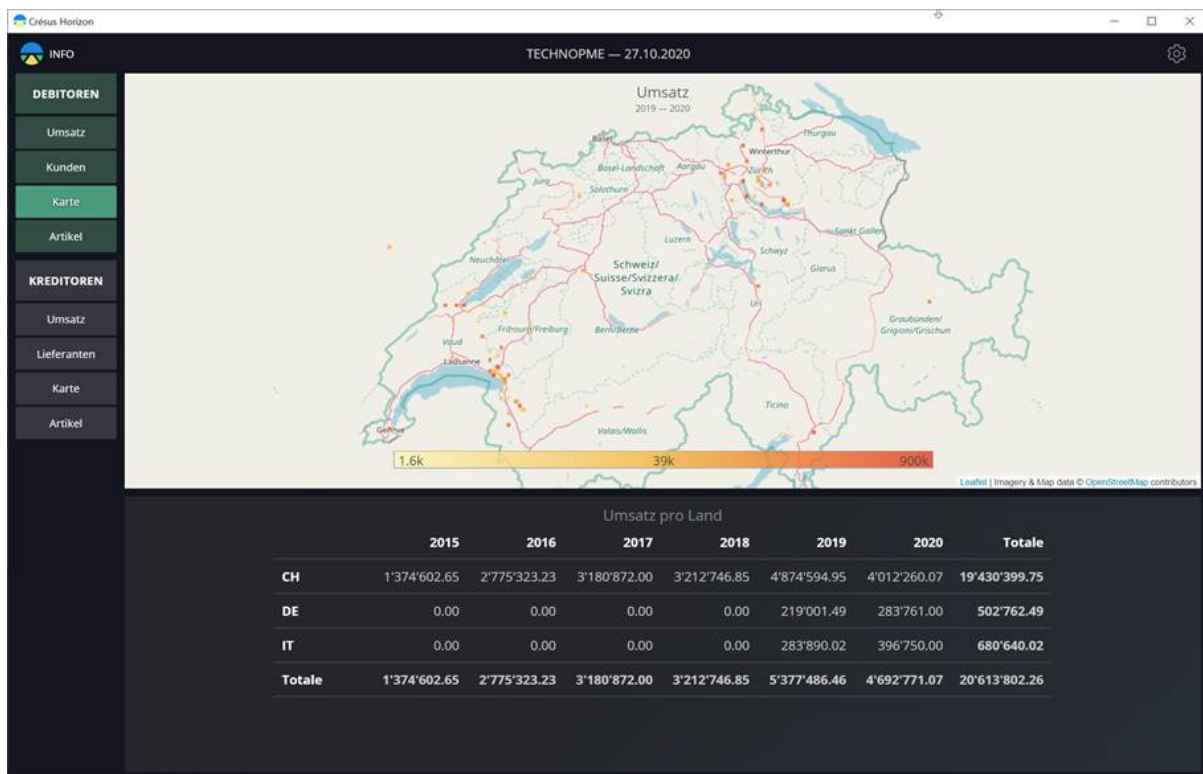 Crésus Horizon
INFO
TECHNOPME — 27.10.2020
DEBITOREN
Umsatz
Kunden
Karte
Artikel
KREDITOREN
Umsatz
Lieferanten
Karte
Artikel
Umsatz
2019 — 2020
Basel
Thurgau
Winterthur
Basel-Landschaft
Aargau
Zürich
Jura
Solothurn
Sankt Gallen
Luzern
Schwyz
Neuchâtel
Glarus
Schweiz/
Suisse/Svizzera/
Svizra
Uri
Graubünden/
Grigioni/Grischun
Fribourg/Freiburg
Bern/Berne
Vaud
Lausanne
Ticino
Genève
Valais/Wallis
1.6k 39k 900k
Leaflet | Imagery & Map data © OpenStreetMap contributors
Umsatz pro Land
2015 2016 2017 2018 2019 2020 Totale
CH 1'374'602.65 2'775'323.23 3'180'872.00 3'212'746.85 4'874'594.95 4'012'260.07 19'430'399.75
DE 0.00 0.00 0.00 0.00 219'001.49 283'761.00 502'762.49
IT 0.00 0.00 0.00 0.00 283'890.02 396'750.00 680'640.02
Totale 1'374'602.65 2'775'323.23 3'180'872.00 3'212'746.85 5'377'486.46 4'692'771.07 20'613'802.26